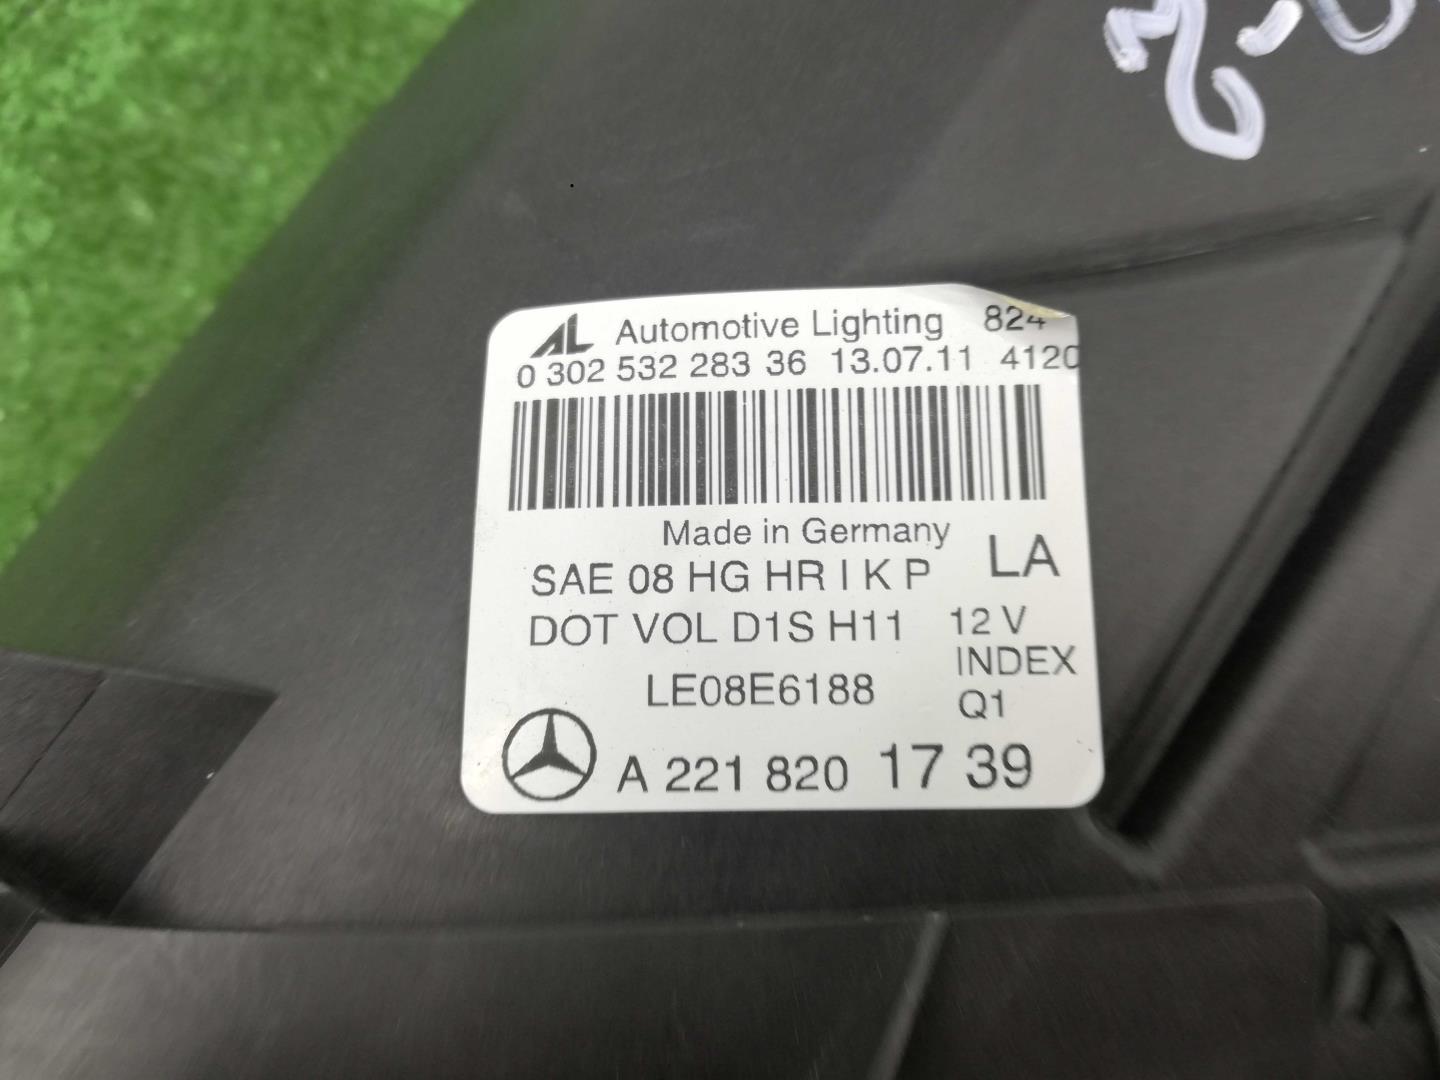 AL Automotive Lighting 824
0 302 532 283 36 13.07.11 4120
Made in Germany
SAE 08 HG HR I K P LA
DOT VOL D1S H11 12 V
LE08E6188 INDEX
Q1
A 221 820 17 39